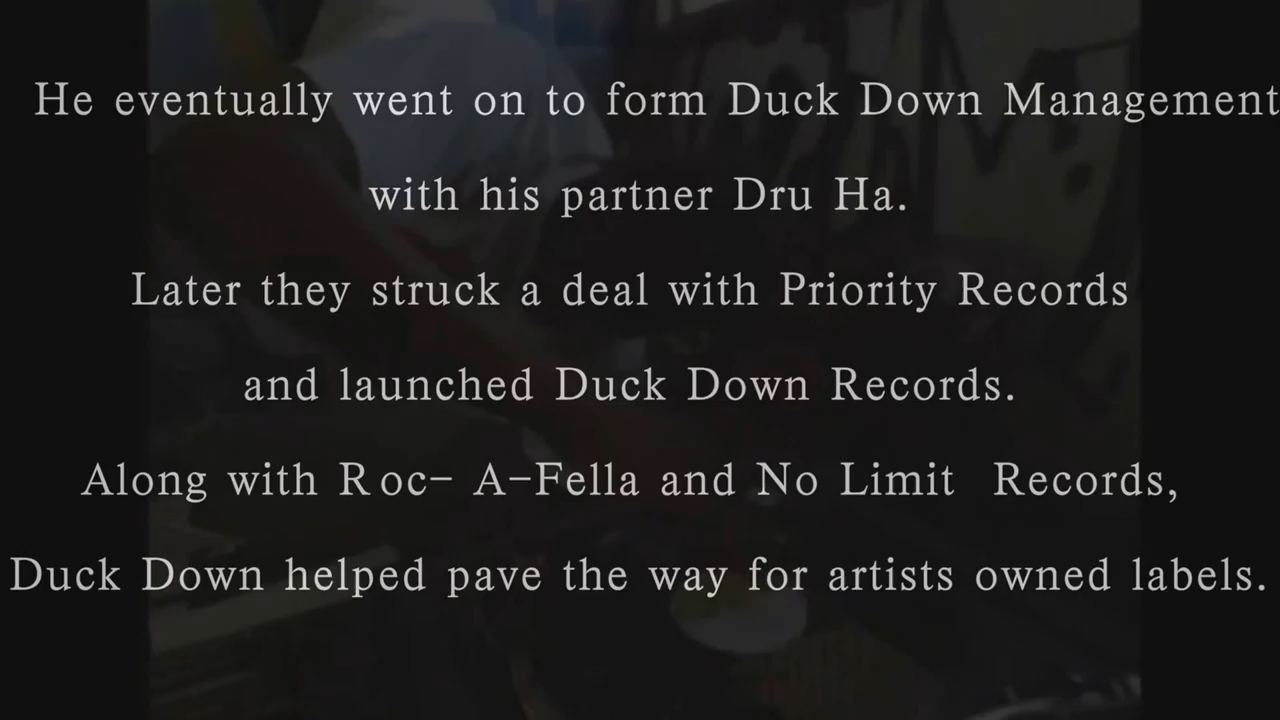 He eventually went on to form Duck Down Management
with his partner Dru Ha.
Later they struck a deal with Priority Records
and launched Duck Down Records.
Along with Roc- A-Fella and No Limit  Records,
Duck Down helped pave the way for artists owned labels.